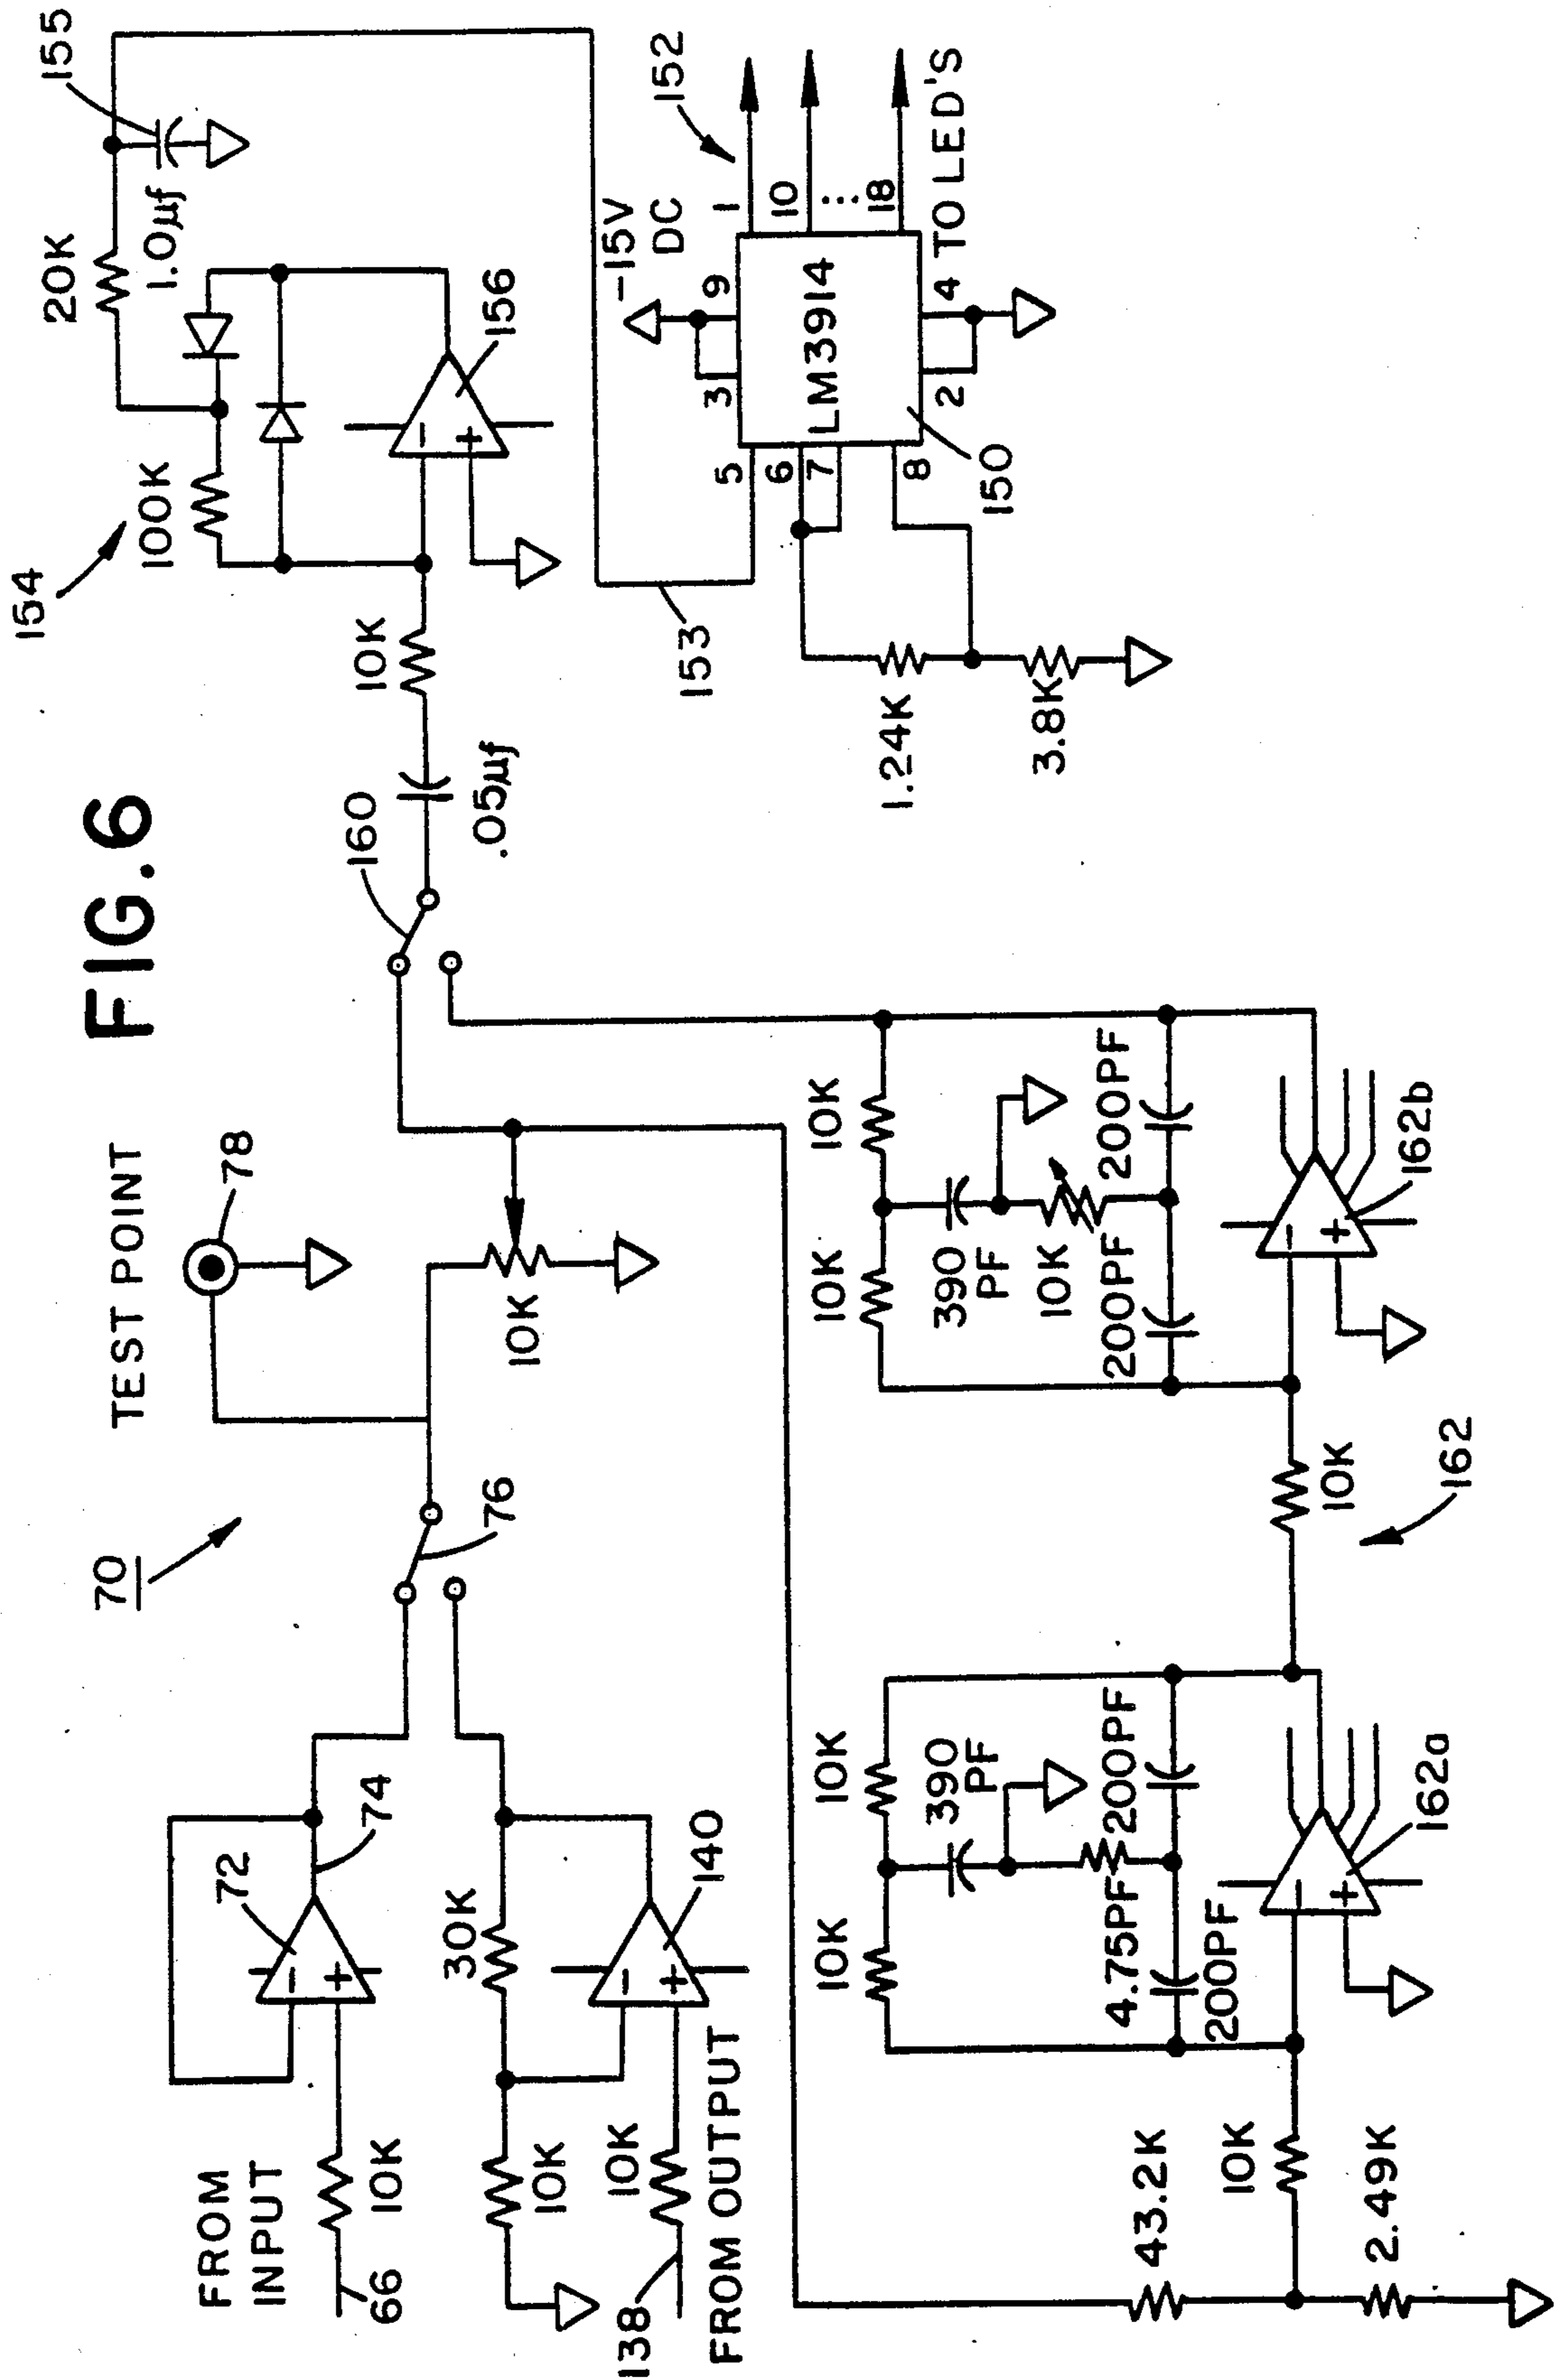 FIG.6
70
TEST POINT
78
154
155
100K
20K
1.0µf
160
10K
.05µf
156
FROM
INPUT
66
10K
72
74
76
10K
10K
30K
10K
138
FROM OUTPUT
140
153
-15V
DC
152
3
9
1
5
6
7
8
LM3914
10
18
2
4
TO LED'S
150
1.24K
3.8K
10K
10K
390
PF
4.75PF
200PF
200PF
162a
43.2K
10K
2.49K
10K
10K
390
PF
10K
200PF
200PF
162b
10K
162